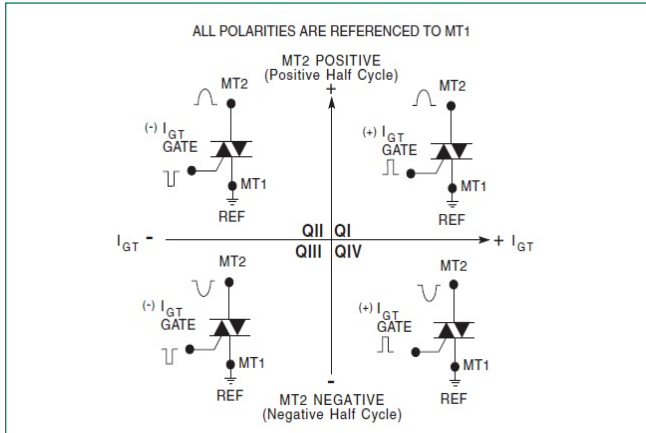 ALL POLARITIES ARE REFERENCED TO MT1
MT2 POSITIVE
(Positive Half Cycle)
+
MT2
(-) IGT
GATE
MT1
REF
MT2
(+) IGT
GATE
MT1
REF
IGT -
QII QI
QIII QIV
+ IGT
MT2
(-) IGT
GATE
MT1
REF
MT2
(+) IGT
GATE
MT1
REF
-
MT2 NEGATIVE
(Negative Half Cycle)